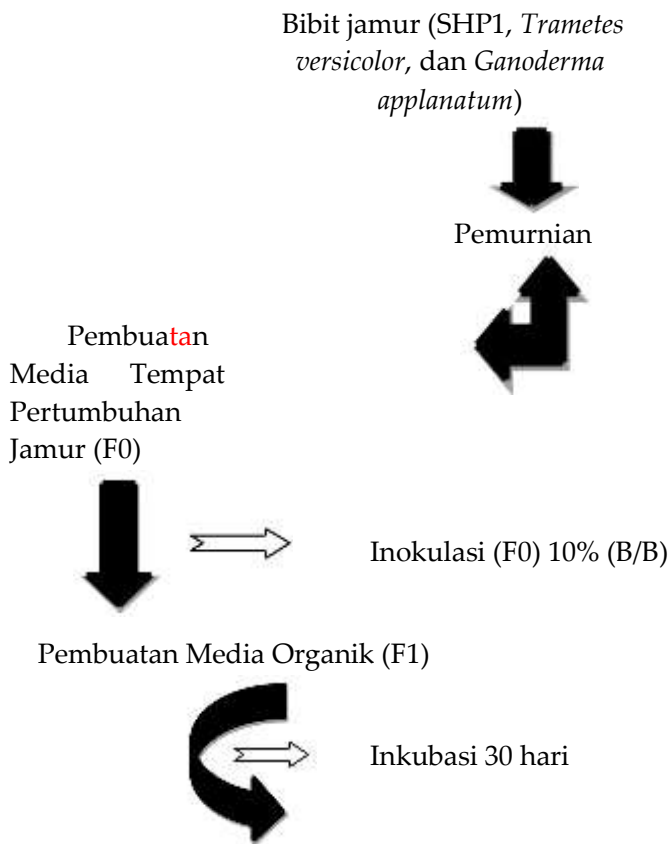 Bibit jamur (SHP1, Trametes
versicolor, dan Ganoderma
applanatum)
Pemurnian
Pembuatan
Media Tempat
Pertumbuhan
Jamur (F0)
Inokulasi (F0) 10% (B/B)
Pembuatan Media Organik (F1)
Inkubasi 30 hari